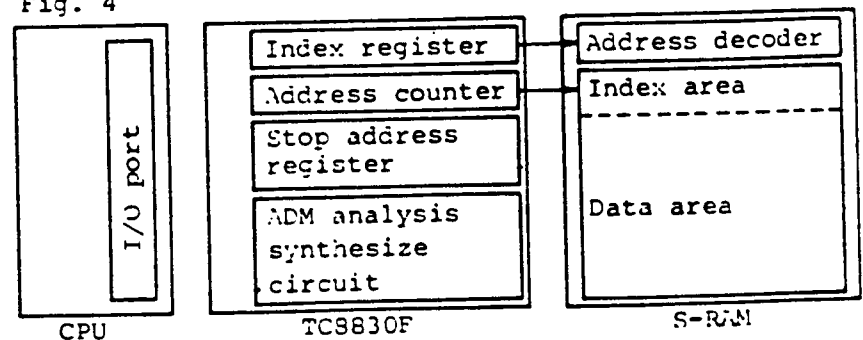 Fig. 4
I/O port
CPU
Index register
Address counter
Stop address
register
ADM analysis
synthesize
circuit
TC8830F
Address decoder
Index area
Data area
S-RAM